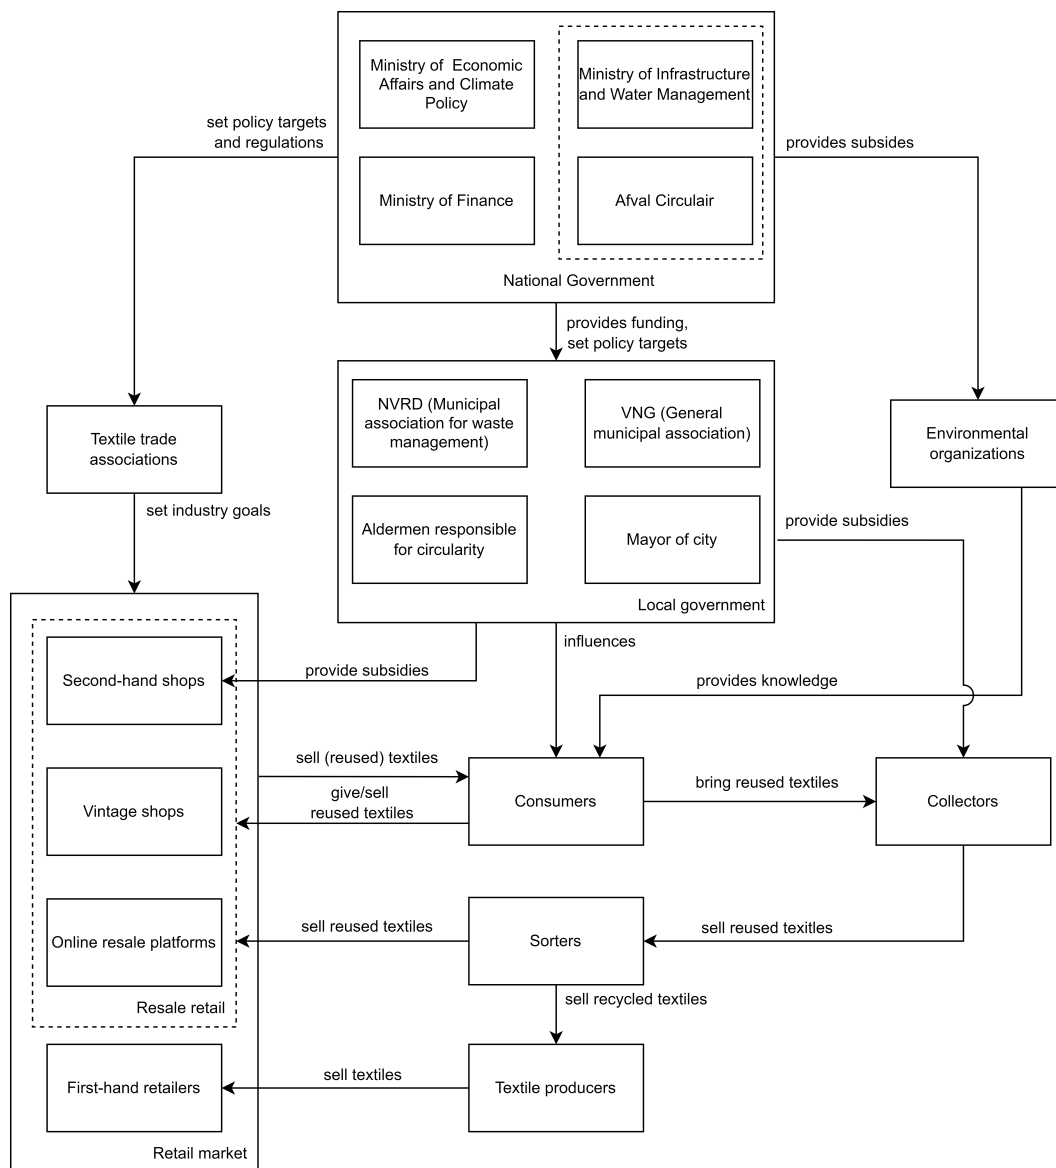 Ministry of Economic
Affairs and Climate
Policy
Ministry of Infrastructure
and Water Management
set policy targets
and regulations
provides subsides
Ministry of Finance
Afval Circulair
National Government
provides funding,
set policy targets
NVRD (Municipal
association for waste
management)
VNG (General
municipal association)
Textile trade
associations
Environmental
organizations
set industry goals
Aldermen responsible
for circularity
Mayor of city
provide subsidies
Local government
influences
Second-hand shops
provide subsidies
provides knowledge
sell (reused) textiles
give/sell
reused textiles
Vintage shops
Consumers
bring reused textiles
Collectors
Online resale platforms
sell reused textiles
Sorters
sell reused texitles
Resale retail
sell recycled textiles
First-hand retailers
sell textiles
Textile producers
Retail market